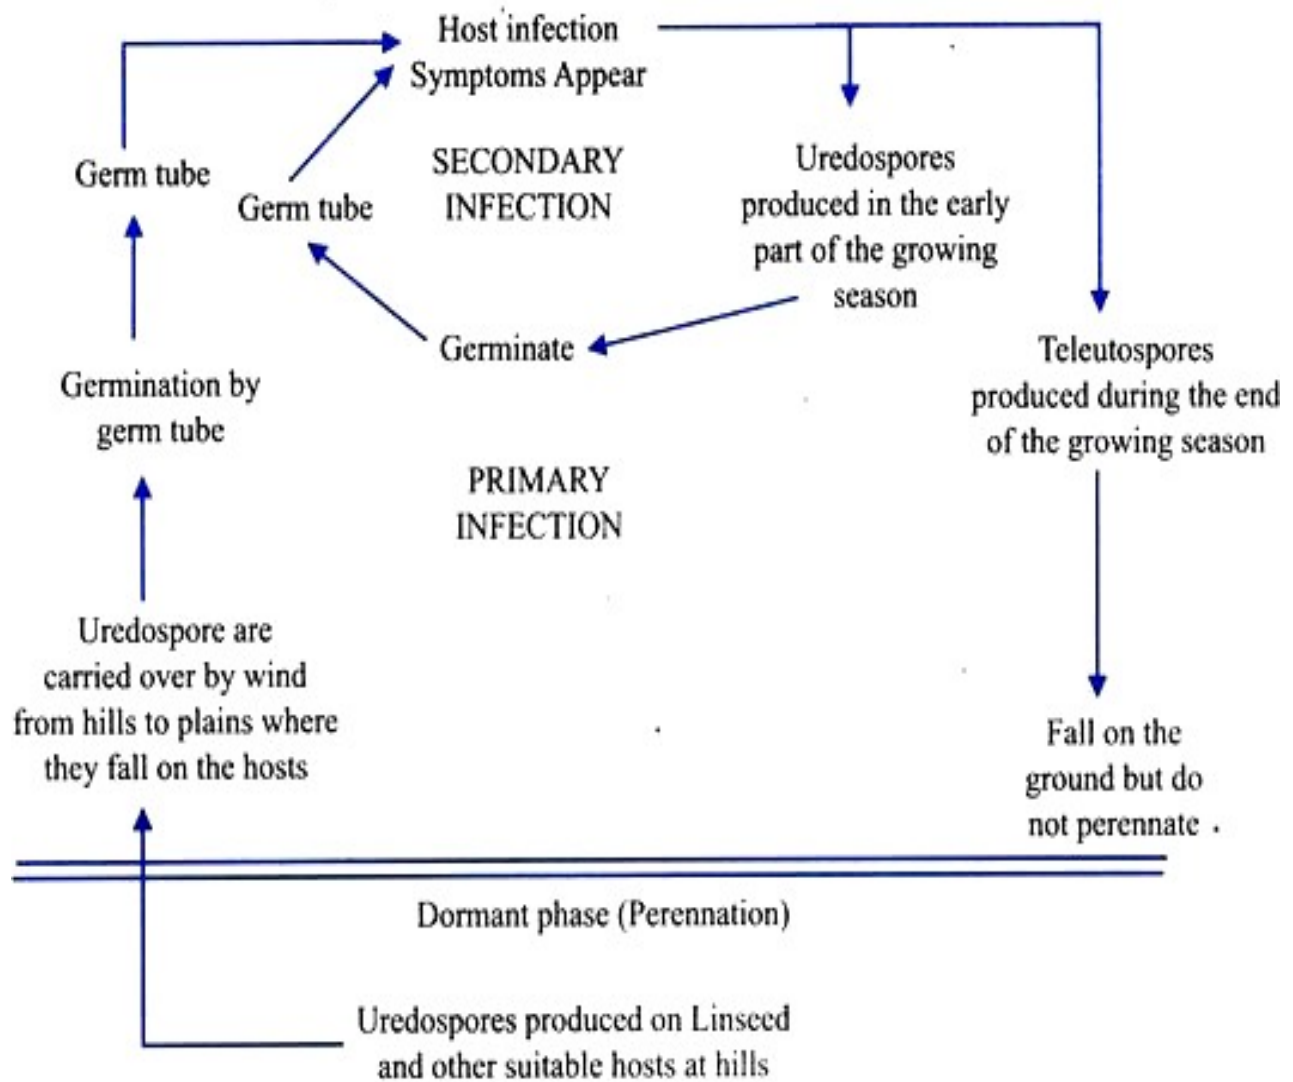 Host infection
Symptoms Appear
Germ tube
Germ tube
SECONDARY
INFECTION
Uredospores
produced in the early
part of the growing
season
Germinate
Teleutospores
produced during the end
of the growing season
Germination by
germ tube
PRIMARY
INFECTION
Uredospore are
carried over by wind
from hills to plains where
they fall on the hosts
Fall on the
ground but do
not perennate
Dormant phase (Perennation)
Uredospores produced on Linseed
and other suitable hosts at hills